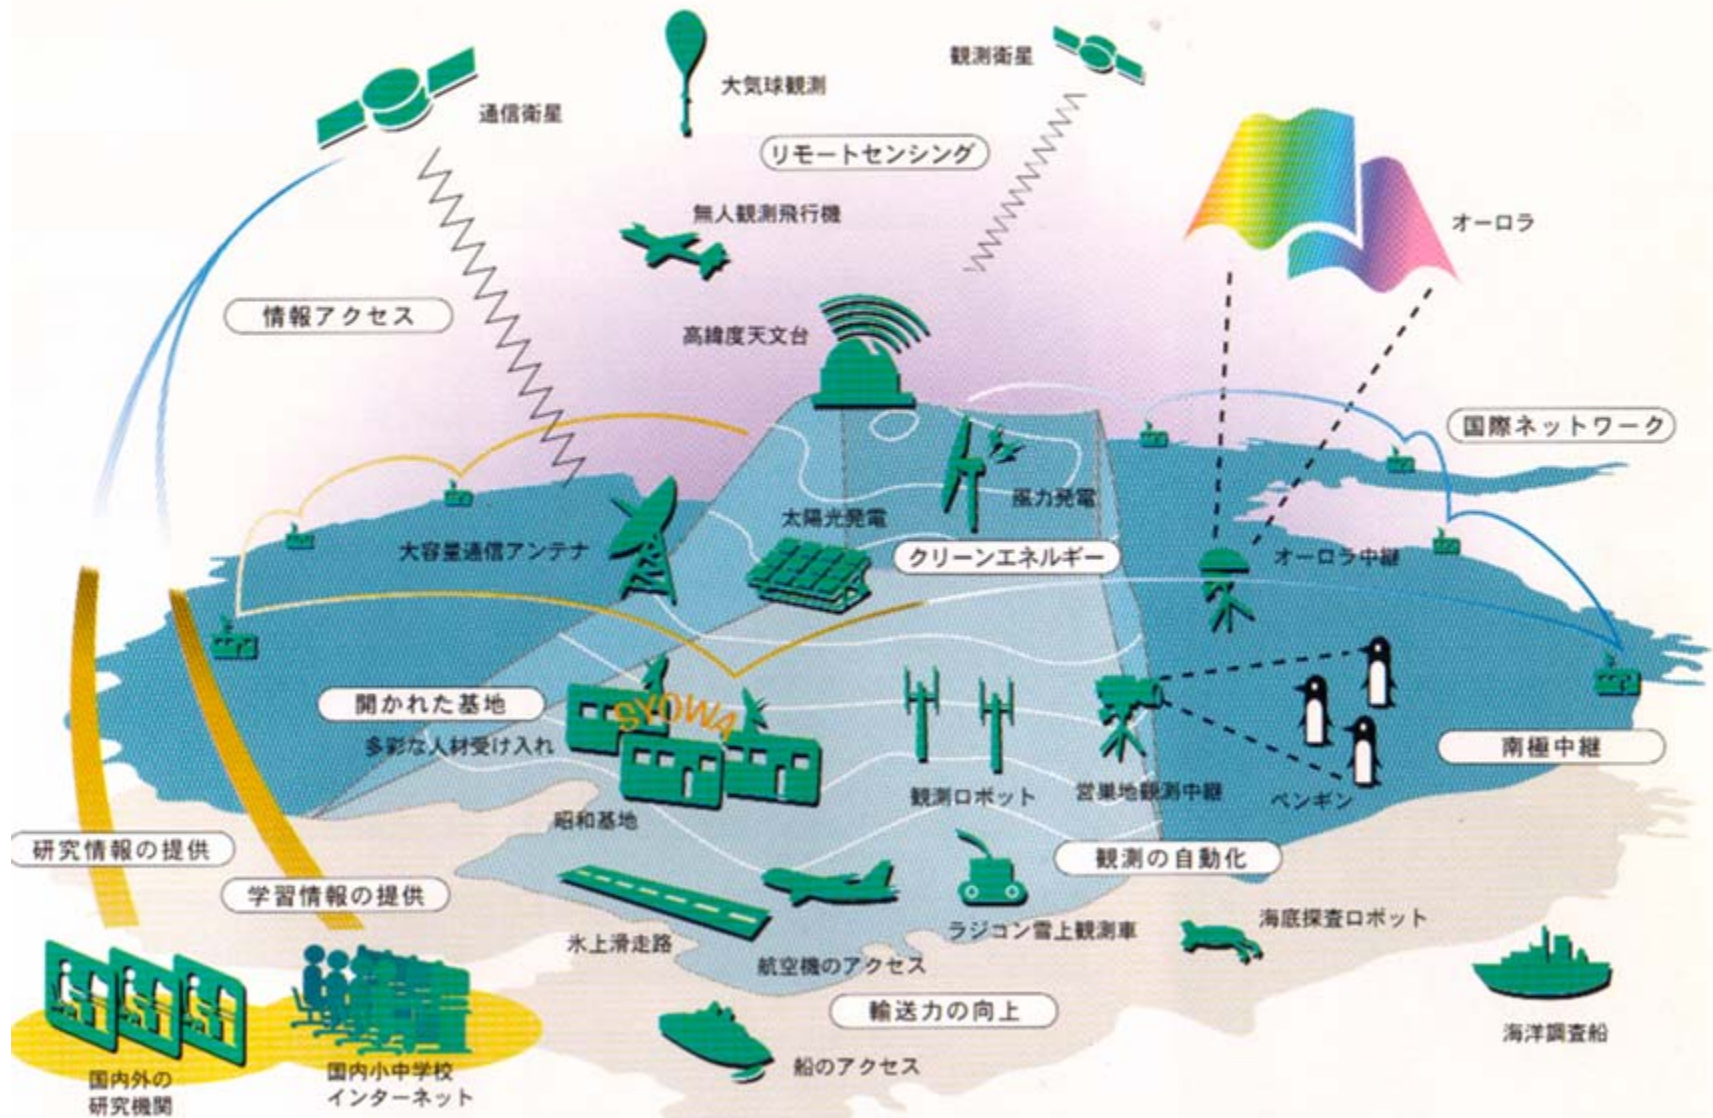 大気球観測
観測衛星
通信衛星
リモートセンシング
無人観測飛行機
オーロラ
情報アクセス
高緯度天文台
国際ネットワーク
風力発電
太陽光発電
大容量通信アンテナ
クリーンエネルギー
オーロラ中継
開かれた基地
SYOWA
多彩な人材受け入れ
南極中継
観測ロボット
営巣地観測中継
ペンギン
昭和基地
研究情報の提供
観測の自動化
学習情報の提供
海底探査ロボット
ラジコン雪上観測車
氷上滑走路
航空機のアクセス
輸送力の向上
海洋調査船
船のアクセス
国内外の
研究機関
国内小中学校
インターネット